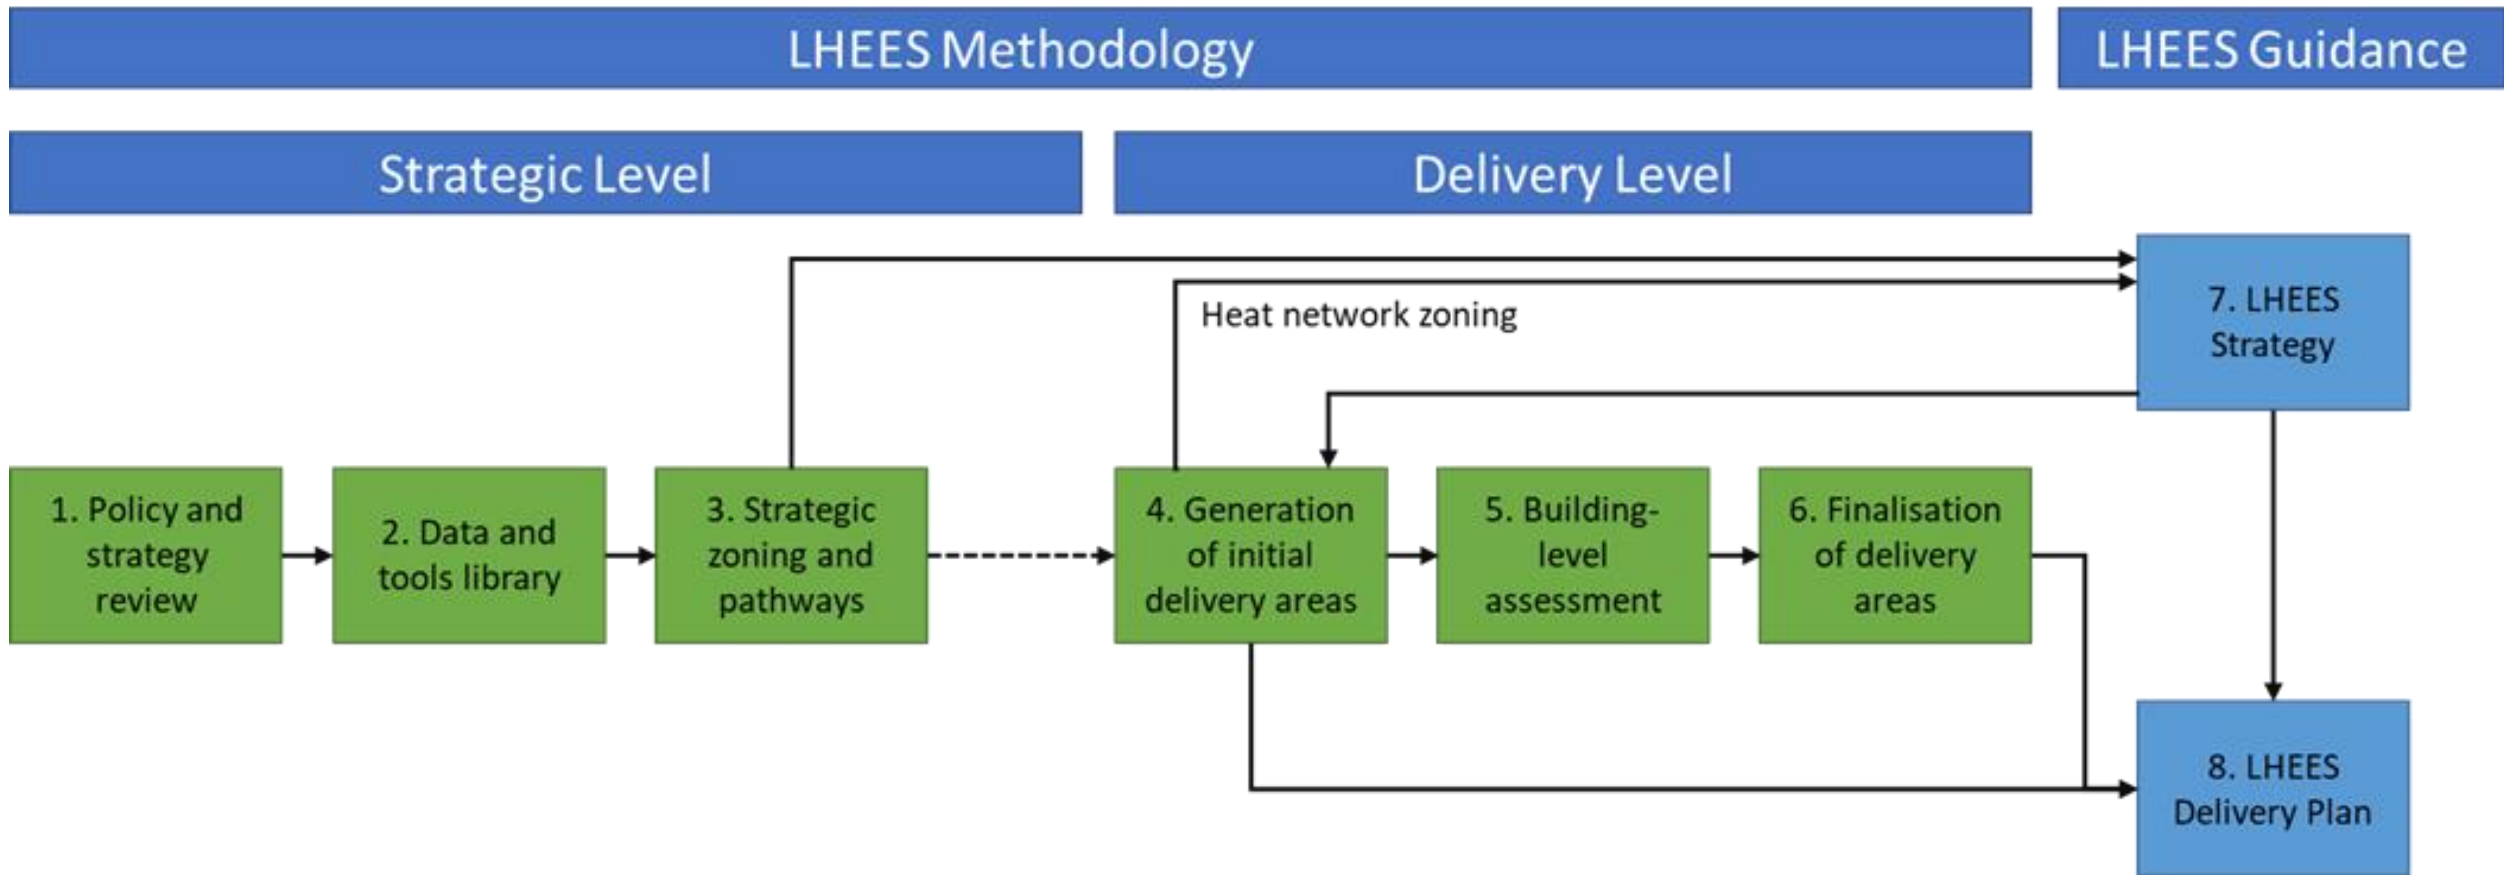 LHEES Methodology
LHEES Guidance
Strategic Level
Delivery Level
Heat network zoning
7. LHEES
Strategy
1. Policy and
strategy
review
2. Data and
tools library
3. Strategic
zoning and
pathways
4. Generation
of initial
delivery areas
5. Building-
level
assessment
6. Finalisation
of delivery
areas
8. LHEES
Delivery Plan